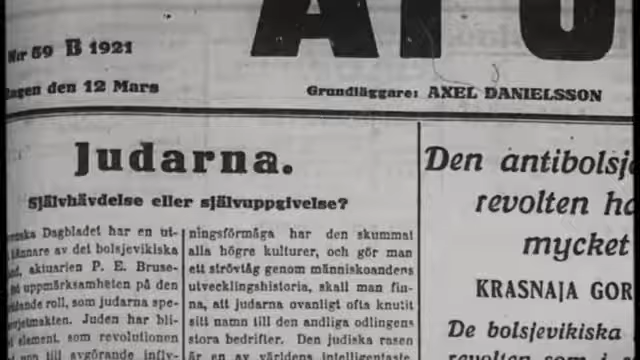 Nr 59 B 1921
den 12 Mars
Grundläggare: AXEL DANIELSSON
Judarna.
Självhävdelse eller självuppgivelse?
Dagbladet har en ut-
kännare av det bolsjevikiska
aktuarien P. E. Bruse-
uppmärksamheten på den
roll, som judarna spe-
Juden har bli-
element, som revolutionen
till avgörande infly-
ningsförmåga har den skummat
alla högre kulturer, och gör man
ett strövtåg genom människoandens
utvecklingshistoria, skall man fin-
na, att judarna ovanligt ofta knutit
sitt namn till den andliga odlingens
stora bedrifter. Den judiska rasen
är en av världens intelligentaste
Den antibolsj
revolten ha
mycket
KRASNAJA GOR
De bolsjevikiska
revolten som i